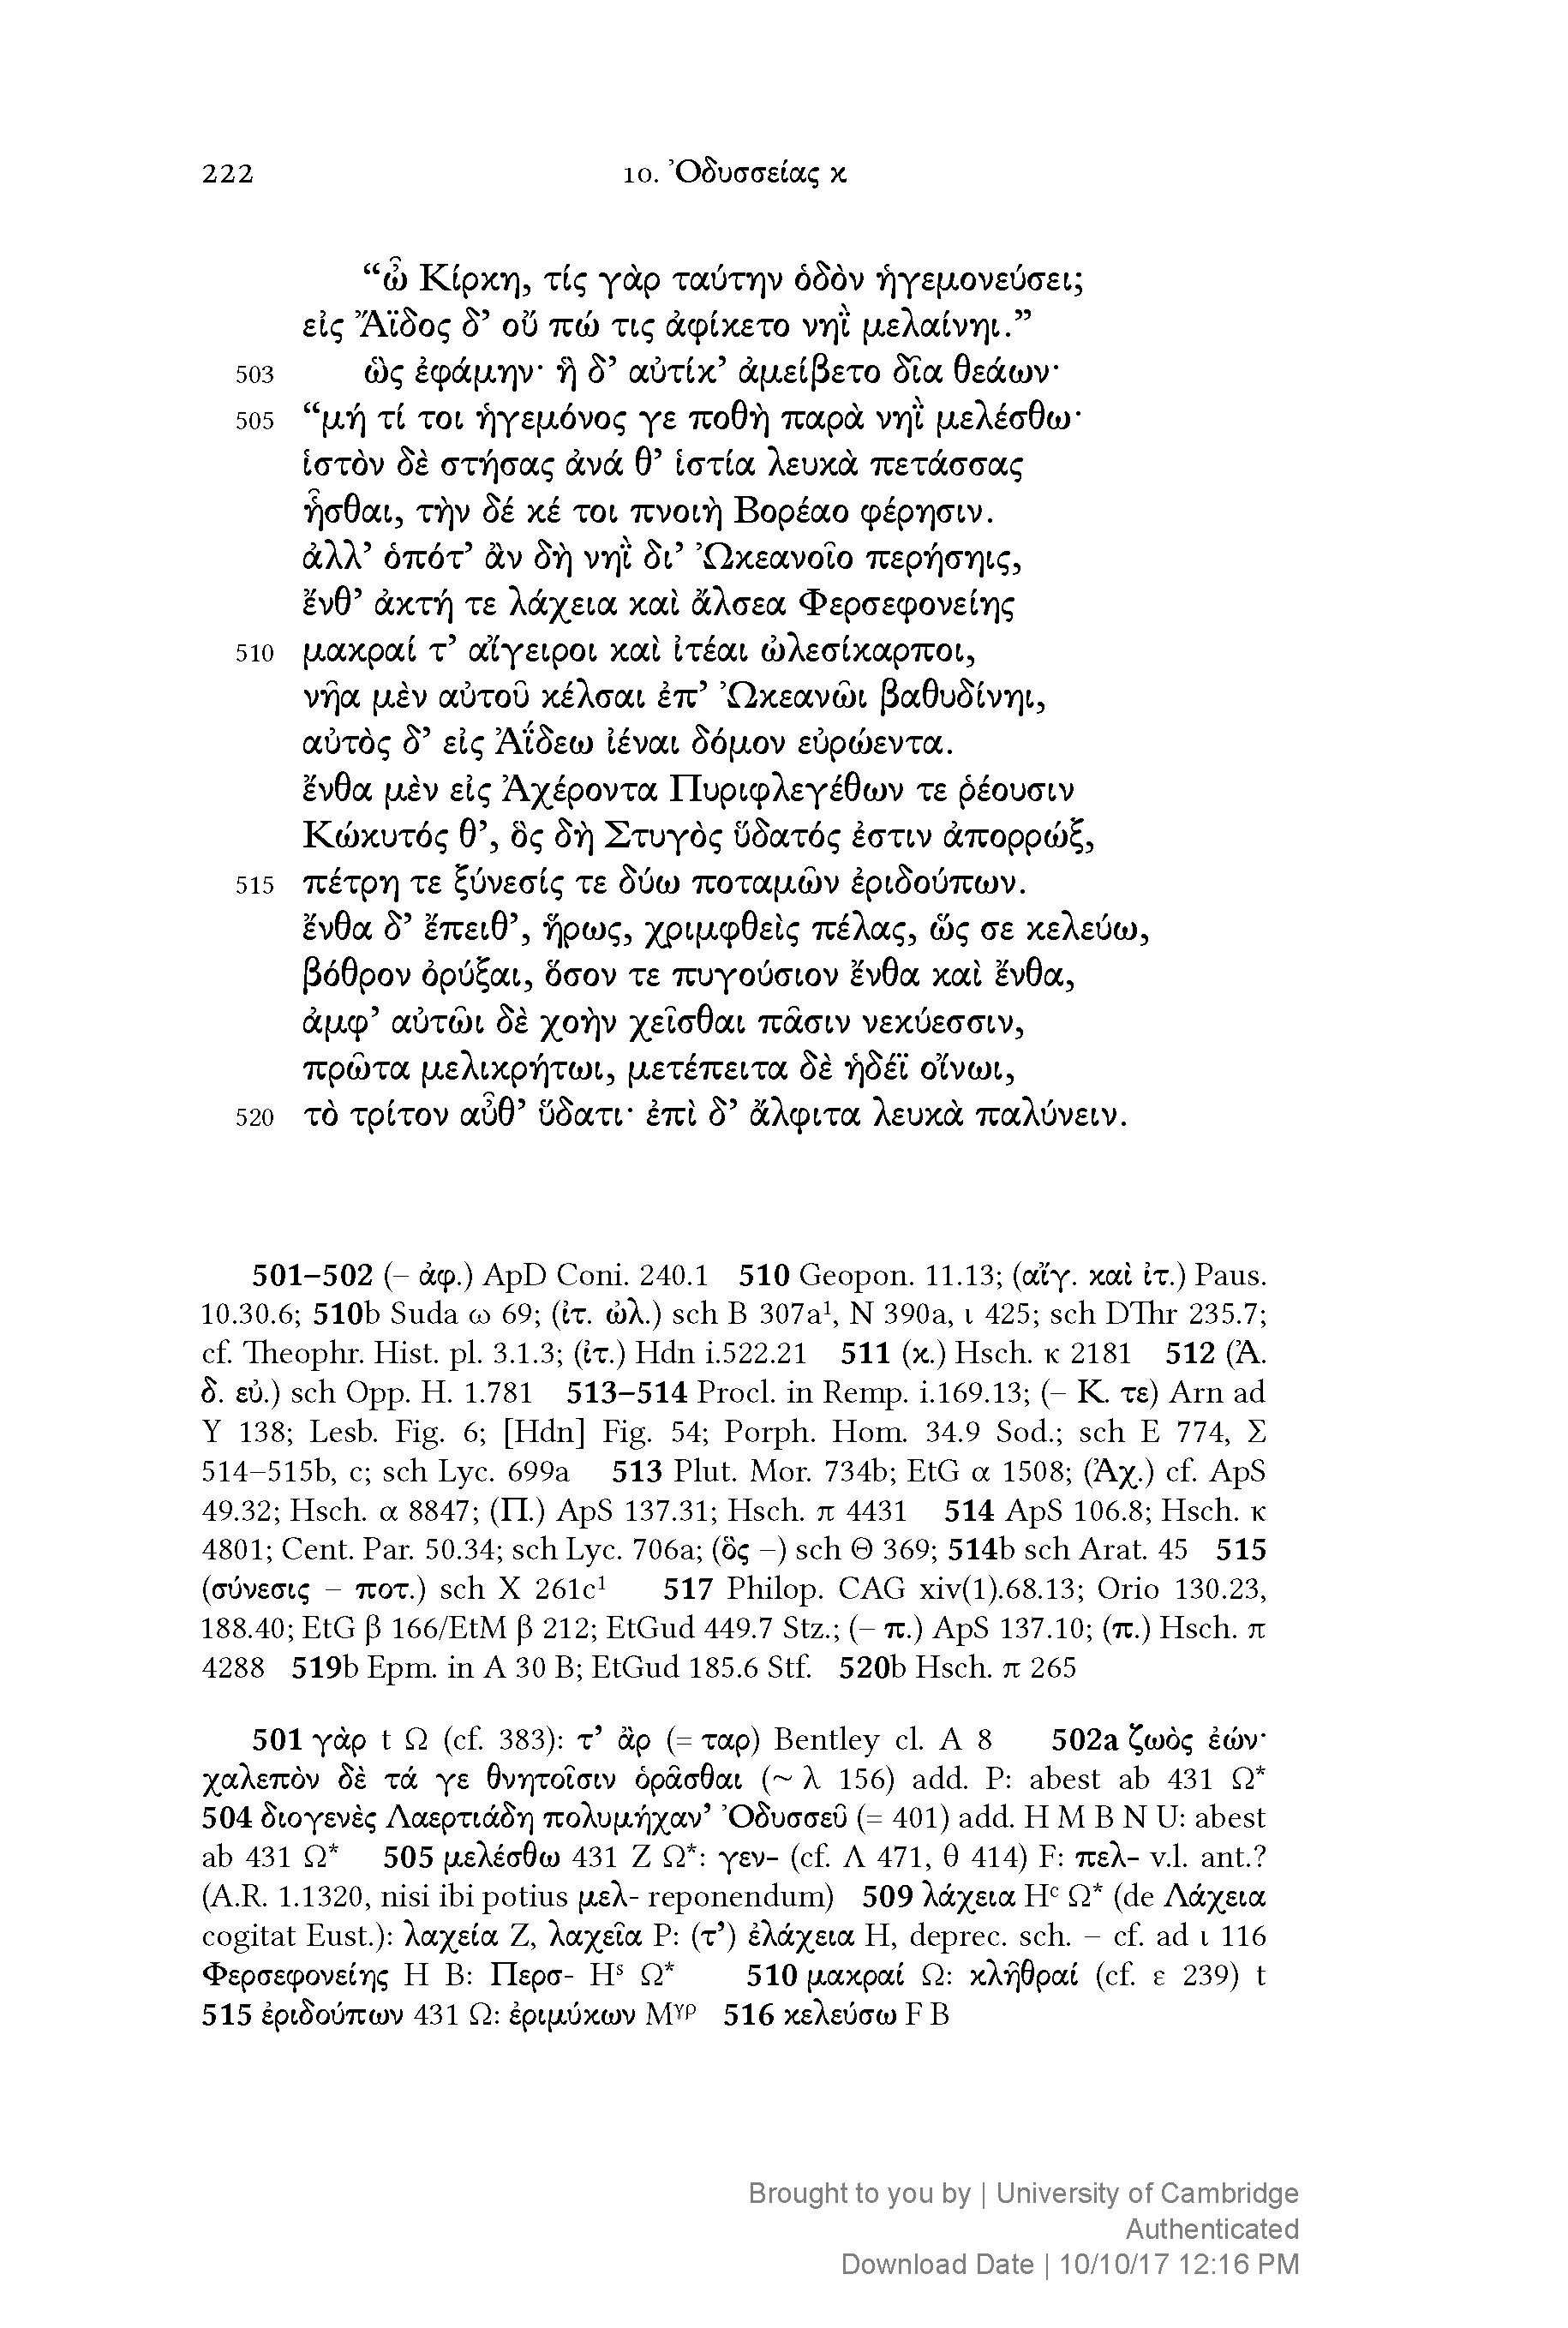 222
10. Ὀδυσσείας κ
“ὦ Κίρκη, τίς γὰρ ταύτην ὁδὸν ἡγεμονεύσει;
εἰς Ἄϊδος δ’ οὔ πώ τις ἀφίκετο νηῒ μελαίνηι.”
503 ὣς ἐφάμην· ἣ δ’ αὐτίκ’ ἀμείβετο δῖα θεάων·
505 “μή τί τοι ἡγεμόνος γε ποθὴ παρὰ νηῒ μελέσθω·
ἱστὸν δὲ στήσας ἀνά θ’ ἱστία λευκὰ πετάσσας
ἧσθαι, τὴν δέ κέ τοι πνοιὴ Βορέαο φέρησιν.
ἀλλ’ ὁπότ’ ἂν δὴ νηῒ δι’ Ὠκεανοῖο περήσηις,
ἔνθ’ ἀκτή τε λάχεια καὶ ἄλσεα Φερσεφονείης
510 μακραί τ’ αἴγειροι καὶ ἰτέαι ὠλεσίκαρποι,
νῆα μὲν αὐτοῦ κέλσαι ἐπ’ Ὠκεανῶι βαθυδίνηι,
αὐτὸς δ’ εἰς Ἀΐδεω ἰέναι δόμον εὐρώεντα.
ἔνθα μὲν εἰς Ἀχέροντα Πυριφλεγέθων τε ῥέουσιν
Κώκυτός θ’, ὃς δὴ Στυγὸς ὕδατός ἐστιν ἀπορρώξ,
515 πέτρη τε ξύνεσίς τε δύω ποταμῶν ἐριδούπων.
ἔνθα δ’ ἔπειθ’, ἥρως, χριμφθεὶς πέλας, ὥς σε κελεύω,
βόθρον ὀρύξαι, ὅσον τε πυγούσιον ἔνθα καὶ ἔνθα,
ἀμφ’ αὐτῶι δὲ χοὴν χεῖσθαι πᾶσιν νεκύεσσιν,
πρῶτα μελικρήτωι, μετέπειτα δὲ ἡδέϊ οἴνωι,
520 τὸ τρίτον αὖθ’ ὕδατι· ἐπὶ δ’ ἄλφιτα λευκὰ παλύνειν.
501–502 (– ἀφ.) ApD Coni. 240.1 510 Geopon. 11.13; (αἴγ. καὶ ἰτ.) Paus.
10.30.6; 510b Suda ω 69; (ἰτ. ὠλ.) sch B 307a¹, N 390a, ι 425; sch DThr 235.7;
cf. Theophr. Hist. pl. 3.1.3; (ἰτ.) Hdn i.522.21 511 (κ.) Hsch. κ 2181 512 (Ἀ.
δ. εὐ.) sch Opp. H. 1.781 513–514 Procl. in Remp. i.169.13; (– Κ. τε) Arn ad
Υ 138; Lesb. Fig. 6; [Hdn] Fig. 54; Porph. Hom. 34.9 Sod.; sch E 774, Σ
514–515b, c; sch Lyc. 699a 513 Plut. Mor. 734b; EtG α 1508; (Ἀχ.) cf. ApS
49.32; Hsch. α 8847; (Π.) ApS 137.31; Hsch. π 4431 514 ApS 106.8; Hsch. κ
4801; Cent. Par. 50.34; sch Lyc. 706a; (ὃς –) sch Θ 369; 514b sch Arat. 45 515
(σύνεσις – ποτ.) sch X 261c¹ 517 Philop. CAG xiv(1).68.13; Orio 130.23,
188.40; EtG β 166/EtM β 212; EtGud 449.7 Stz.; (– π.) ApS 137.10; (π.) Hsch. π
4288 519b Epm. in A 30 B; EtGud 185.6 Stf. 520b Hsch. π 265
501 γὰρ t Ω (cf. 383): τ’ ἂρ (= ταρ) Bentley cl. A 8 502a ζωὸς ἐών·
χαλεπὸν δὲ τά γε θνητοῖσιν ὁρᾶσθαι (~ λ 156) add. P: abest ab 431 Ω*
504 διογενὲς Λαερτιάδη πολυμήχαν’ Ὀδυσσεῦ (= 401) add. H M B N U: abest
ab 431 Ω* 505 μελέσθω 431 Z Ω*: γεν- (cf. Λ 471, θ 414) F: πελ- v.l. ant.?
(A.R. 1.1320, nisi ibi potius μελ- reponendum) 509 λάχεια Hᶜ Ω* (de Λάχεια
cogitat Eust.): λαχεία Z, λαχεῖα P: (τ’) ἐλάχεια H, deprec. sch. – cf. ad ι 116
Φερσεφονείης H B: Περσ- Hˢ Ω* 510 μακραί Ω: κλῆθραί (cf. ε 239) t
515 ἐριδούπων 431 Ω: ἐριμύκων Mᵞᵖ 516 κελεύσω F B
Brought to you by | University of Cambridge
Authenticated
Download Date | 10/10/17 12:16 PM